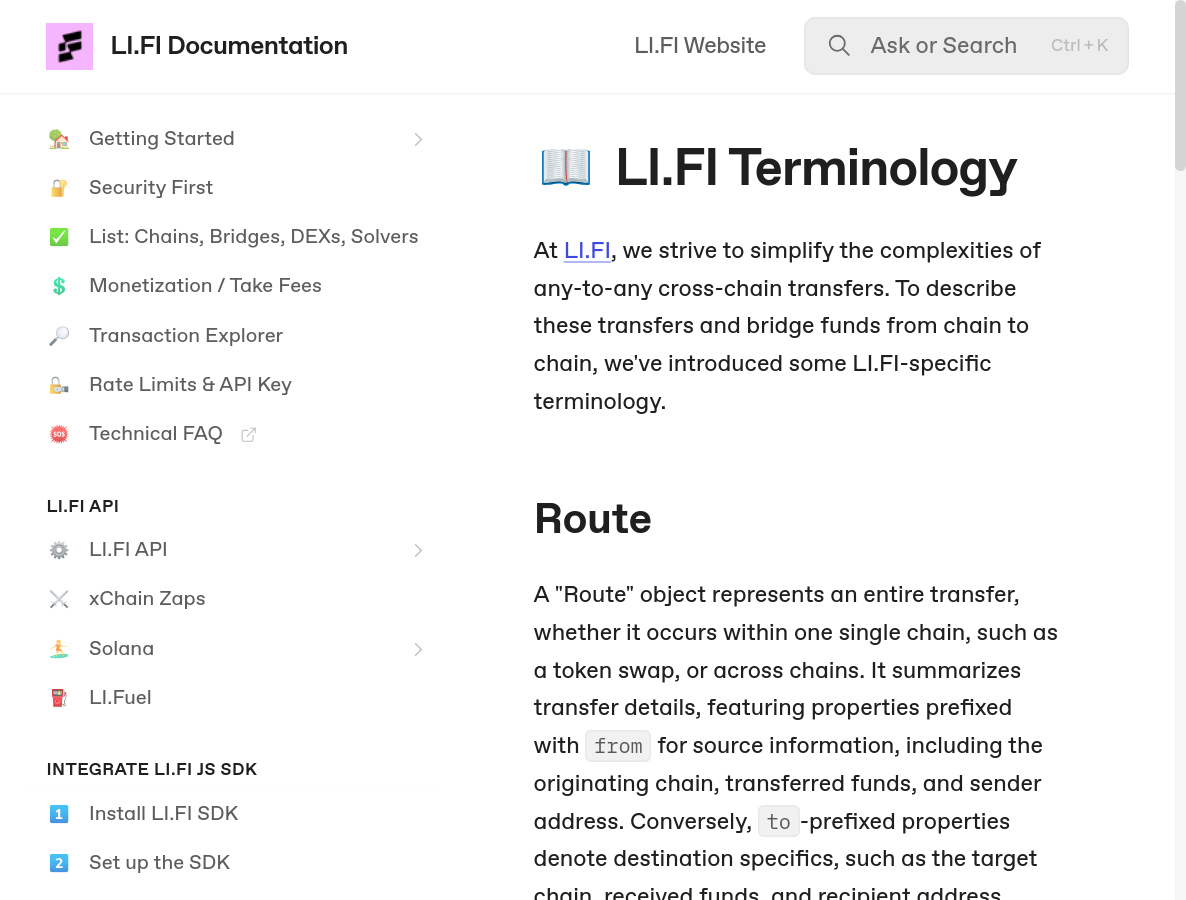 LI.FI Documentation
LI.FI Website
Ask or Search
Ctrl + K
Getting Started
Security First
List: Chains, Bridges, DEXs, Solvers
Monetization / Take Fees
Transaction Explorer
Rate Limits & API Key
SOS
Technical FAQ
LI.FI API
LI.FI API
xChain Zaps
Solana
LI.Fuel
INTEGRATE LI.FI JS SDK
1 Install LI.FI SDK
2 Set up the SDK
LI.FI Terminology
At LI.FI, we strive to simplify the complexities of
any-to-any cross-chain transfers. To describe
these transfers and bridge funds from chain to
chain, we've introduced some LI.FI-specific
terminology.
Route
A "Route" object represents an entire transfer,
whether it occurs within one single chain, such as
a token swap, or across chains. It summarizes
transfer details, featuring properties prefixed
with from for source information, including the
originating chain, transferred funds, and sender
address. Conversely, to-prefixed properties
denote destination specifics, such as the target
chain, received funds, and recipient address.